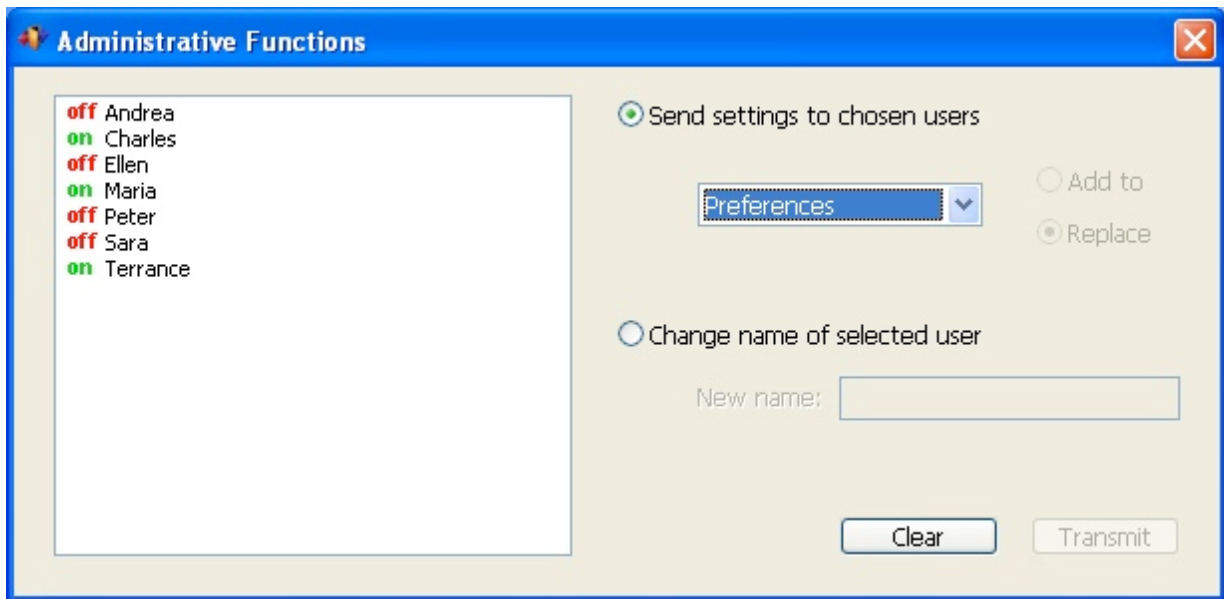 Administrative Functions
off Andrea
on Charles
off Ellen
on Maria
off Peter
off Sara
on Terrance
Send settings to chosen users
Preferences
Add to
Replace
Change name of selected user
New name:
Clear
Transmit